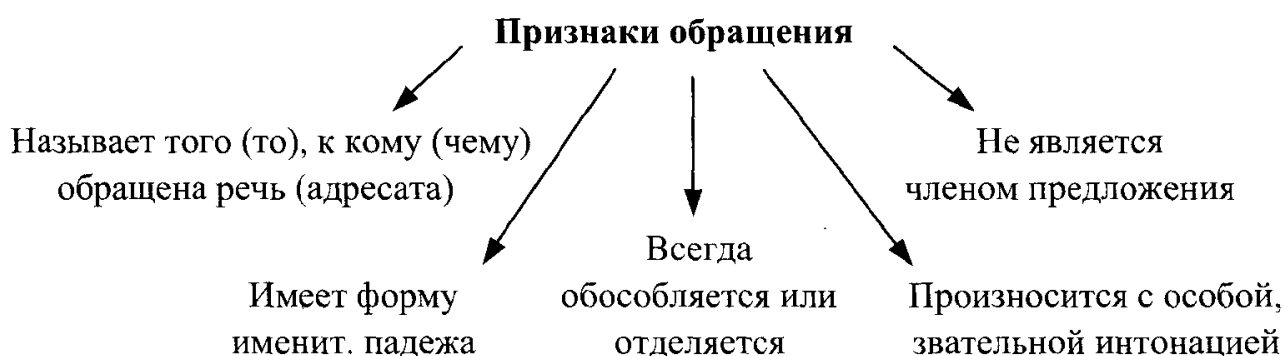 Признаки обращения
Называет того (то), к кому (чему)
обращена речь (адресата)
Имеет форму
именит. падежа
Всегда
обособляется или
отделяется
Произносится с особой,
звательной интонацией
Не является
членом предложения